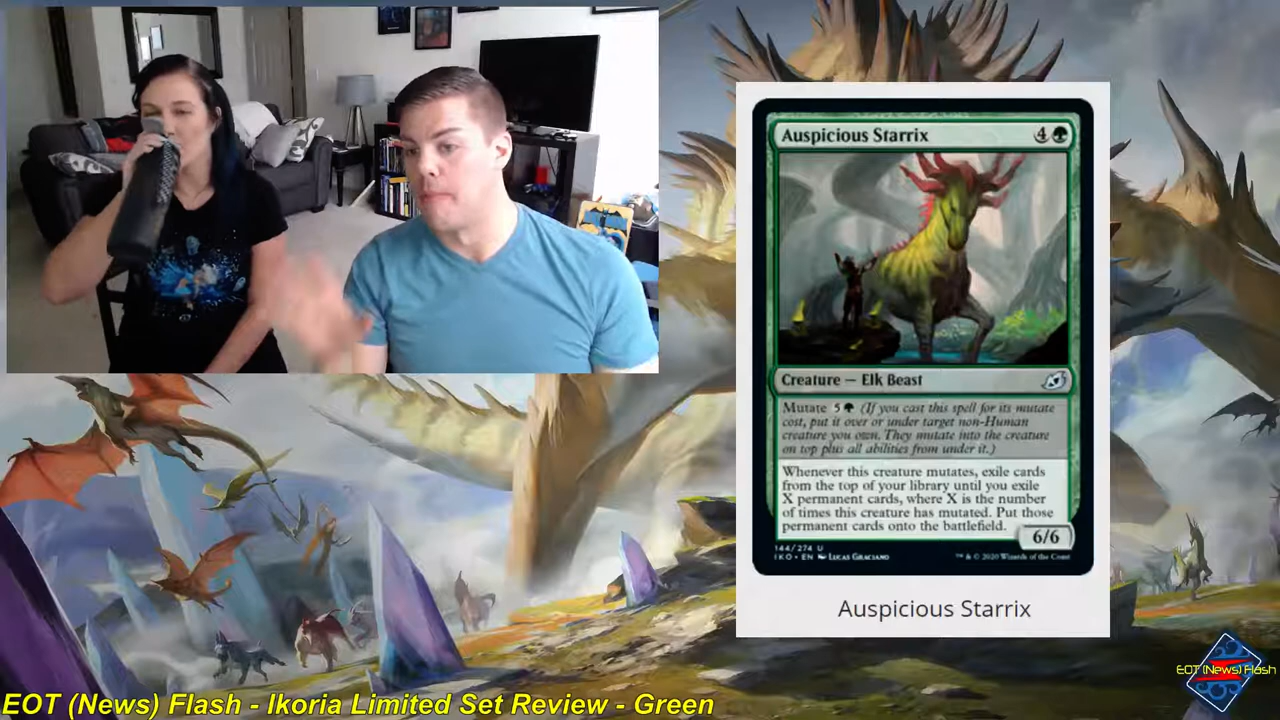 Auspicious Starrix 4
Creature — Elk Beast
Mutate 5 (If you cast this spell for its mutate
cost, put it over or under target non-Human
creature you own. They mutate into the creature
on top plus all abilities from under it.)
Whenever this creature mutates, exile cards
from the top of your library until you exile
X permanent cards, where X is the number
of times this creature has mutated. Put those
permanent cards onto the battlefield.
6/6
144/274 U
IKO • EN LUCAS GRACIANO
™ & © 2020 Wizards of the Coast
Auspicious Starrix
EOT (News) Flash
EOT (News) Flash - Ikoria Limited Set Review - Green